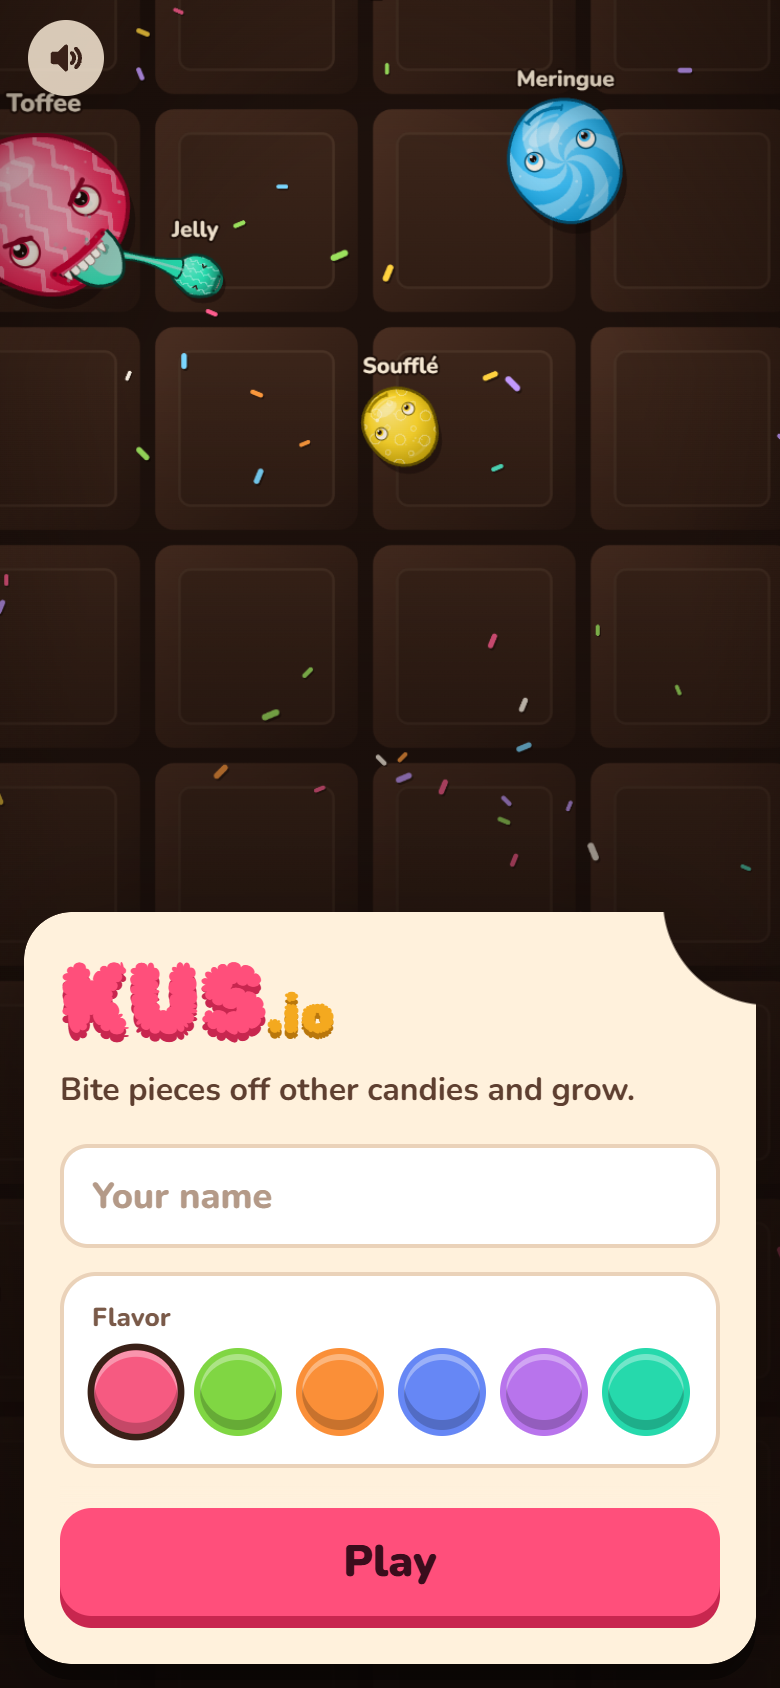 Toffee
Meringue
Jelly
Soufflé
KUS.io
Bite pieces off other candies and grow.
Your name
Flavor
Play